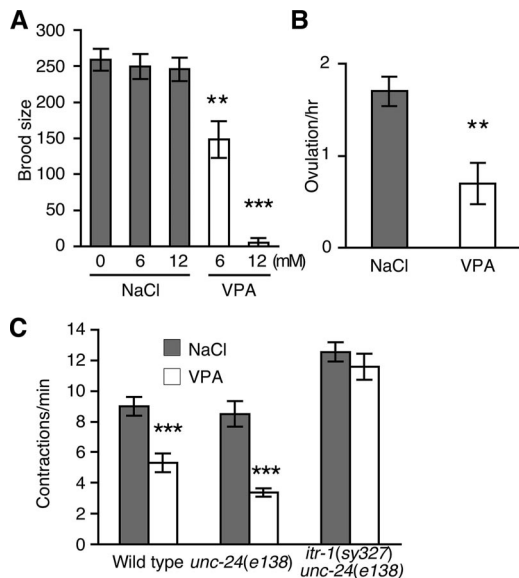 A
300
250
200
150
100
50
0
Brood size
**
***
0 6 12 6 12 (mM)
NaCl VPA
B
2
1
0
Ovulation/hr
**
NaCl VPA
C
14
12
10
8
6
4
2
0
Contractions/min
NaCl
VPA
***
***
Wild type unc-24(e138) itr-1(sy327)
unc-24(e138)